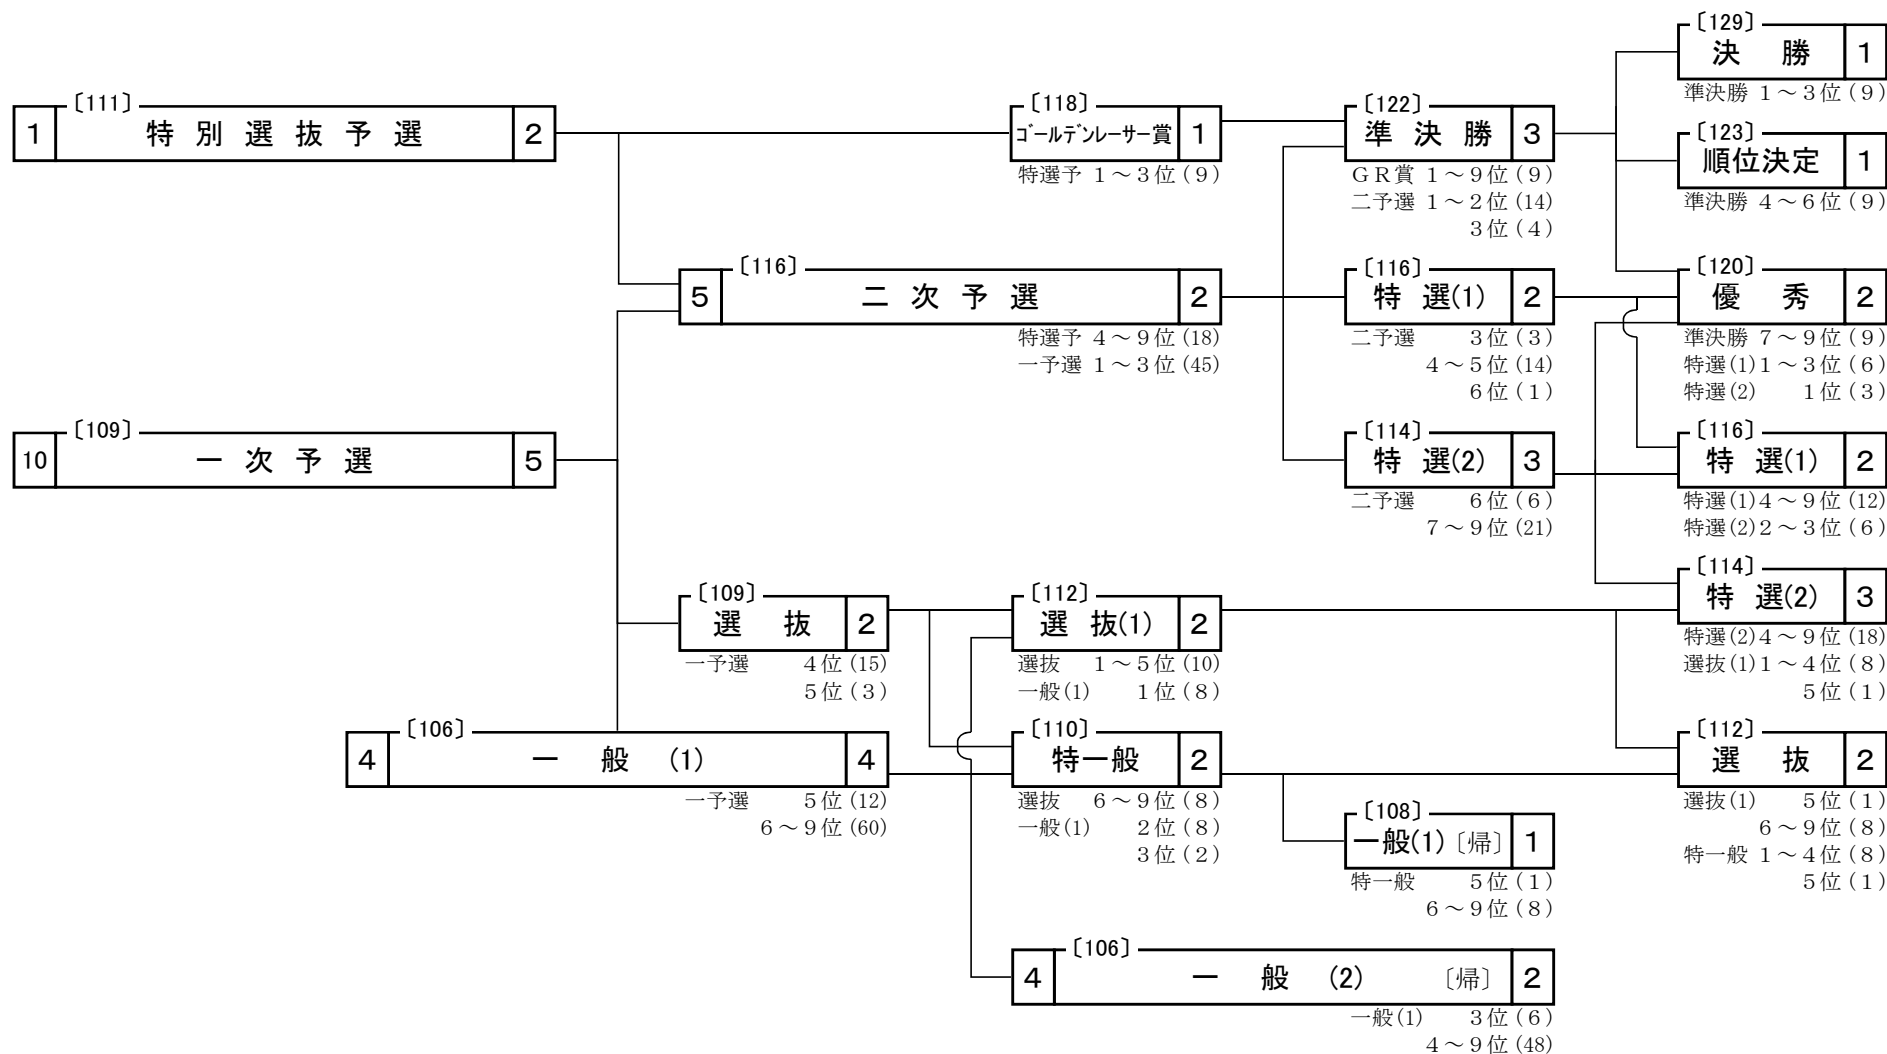 〔129〕
決 勝 1
準決勝 1～3位(9)
〔111〕
1 特別選抜予選 2
〔118〕
ゴールデンレーサー賞 1
特選予 1～3位(9)
〔122〕
準決勝 3
GR賞 1～9位(9)
二予選 1～2位(14)
3位(4)
〔123〕
順位決定 1
準決勝 4～6位(9)
〔116〕
5 二次予選 2
特選予 4～9位(18)
一予選 1～3位(45)
〔116〕
特 選(1) 2
二予選 3位(3)
4～5位(14)
6位(1)
〔120〕
優 秀 2
準決勝 7～9位(9)
特選(1)1～3位(6)
特選(2) 1位(3)
〔109〕
10 一次予選 5
〔114〕
特 選(2) 3
二予選 6位(6)
7～9位(21)
〔116〕
特 選(1) 2
特選(1)4～9位(12)
特選(2)2～3位(6)
〔109〕
選 抜 2
一予選 4位(15)
5位(3)
〔112〕
選 抜(1) 2
選抜 1～5位(10)
一般(1) 1位(8)
〔114〕
特 選(2) 3
特選(2)4～9位(18)
選抜(1)1～4位(8)
5位(1)
〔106〕
4 一 般 (1) 4
一予選 5位(12)
6～9位(60)
〔110〕
特一般 2
選抜 6～9位(8)
一般(1) 2位(8)
3位(2)
〔108〕
一般(1)〔帰〕 1
特一般 5位(1)
6～9位(8)
〔112〕
選 抜 2
選抜(1) 5位(1)
6～9位(8)
特一般 1～4位(8)
5位(1)
〔106〕
4 一 般 (2) 〔帰〕 2
一般(1) 3位(6)
4～9位(48)